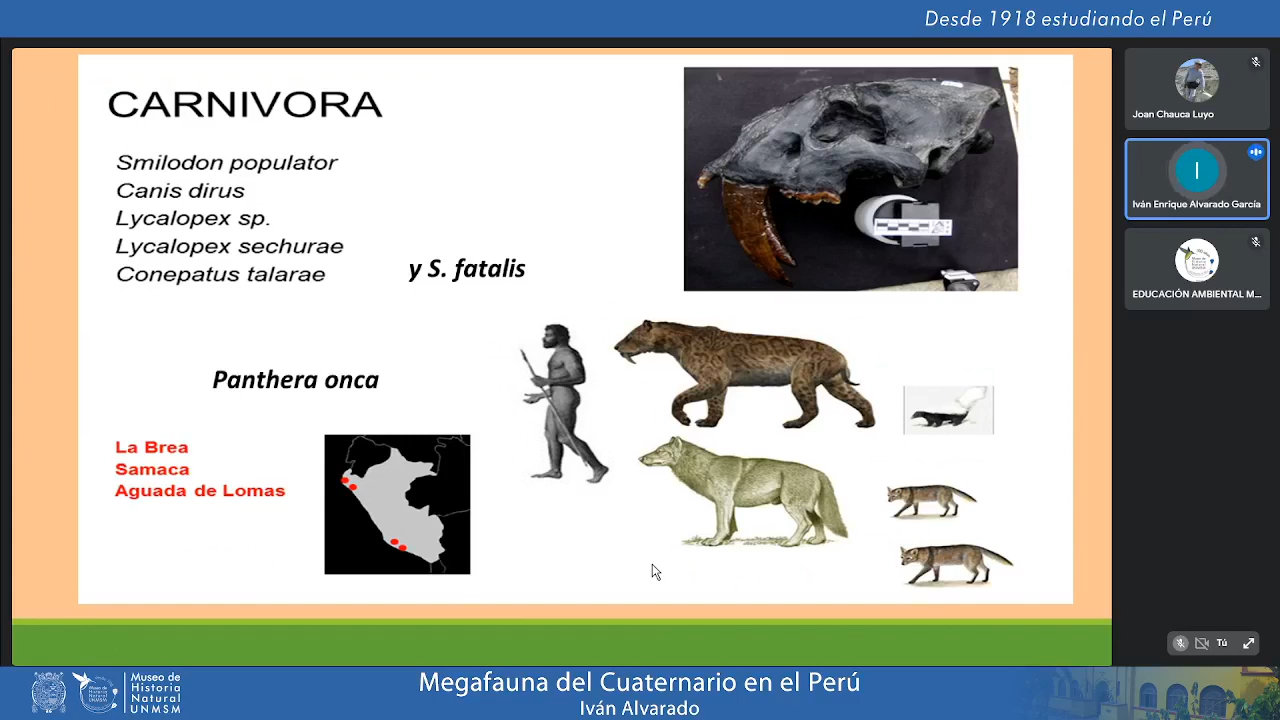 Desde 1918 estudiando el Perú
CARNIVORA
Smilodon populator
Canis dirus
Lycalopex sp.
Lycalopex sechurae
Conepatus talarae
y S. fatalis
Panthera onca
La Brea
Samaca
Aguada de Lomas
Joan Chauca Luyo
I
Iván Enrique Alvarado García
EDUCACIÓN AMBIENTAL M...
Tú
Museo de
Historia
Natural
UNMSM
Megafauna del Cuaternario en el Perú
Iván Alvarado